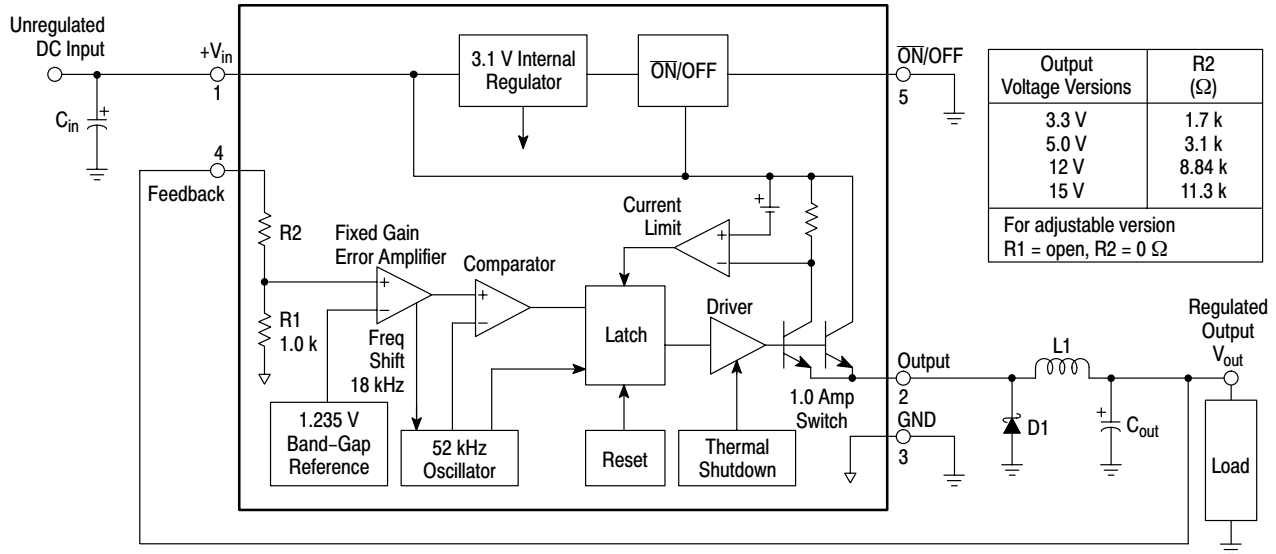 Unregulated
DC Input
+Vin
1
Cin
+
4
Feedback
3.1 V Internal
Regulator
ON/OFF
ON/OFF
5
Output
Voltage Versions
R2
(Ω)
3.3 V
1.7 k
5.0 V
3.1 k
12 V
8.84 k
15 V
11.3 k
For adjustable version
R1 = open, R2 = 0 Ω
R2
Fixed Gain
Error Amplifier
+
–
Comparator
+
–
Current
Limit
+
–
+
R1
1.0 k
Freq
Shift
18 kHz
Latch
Driver
1.0 Amp
Switch
Output
2
GND
3
L1
D1
+
Cout
Regulated
Output
Vout
Load
1.235 V
Band–Gap
Reference
52 kHz
Oscillator
Reset
Thermal
Shutdown